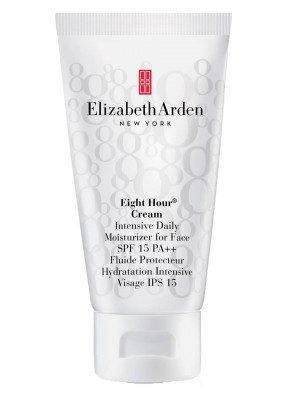 Elizabeth Arden
NEW YORK
Eight Hour®
Cream
Intensive Daily
Moisturizer for Face
SPF 15 PA++
Fluide Protecteur
Hydratation Intensive
Visage IPS 15